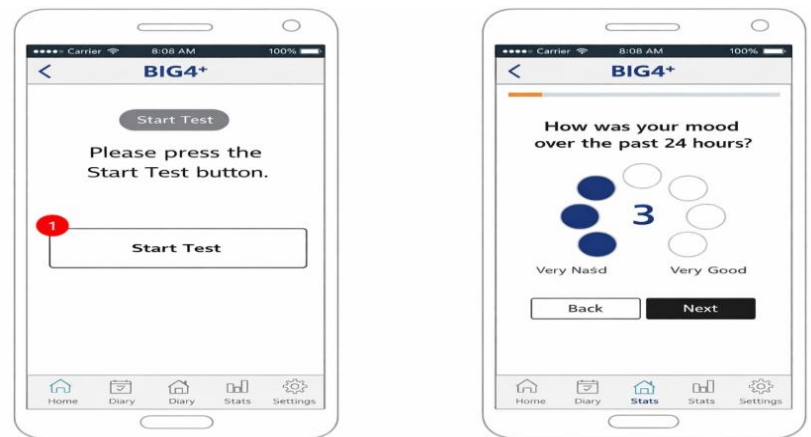 Carrier 8:08 AM 100%
BIG4+
Start Test
Please press the
Start Test button.
1
Start Test
Home Diary Diary Stats Settings
Carrier 8:08 AM 100%
BIG4+
How was your mood
over the past 24 hours?
3
Very Naśd Very Good
Back Next
Home Diary Stats Stats Settings